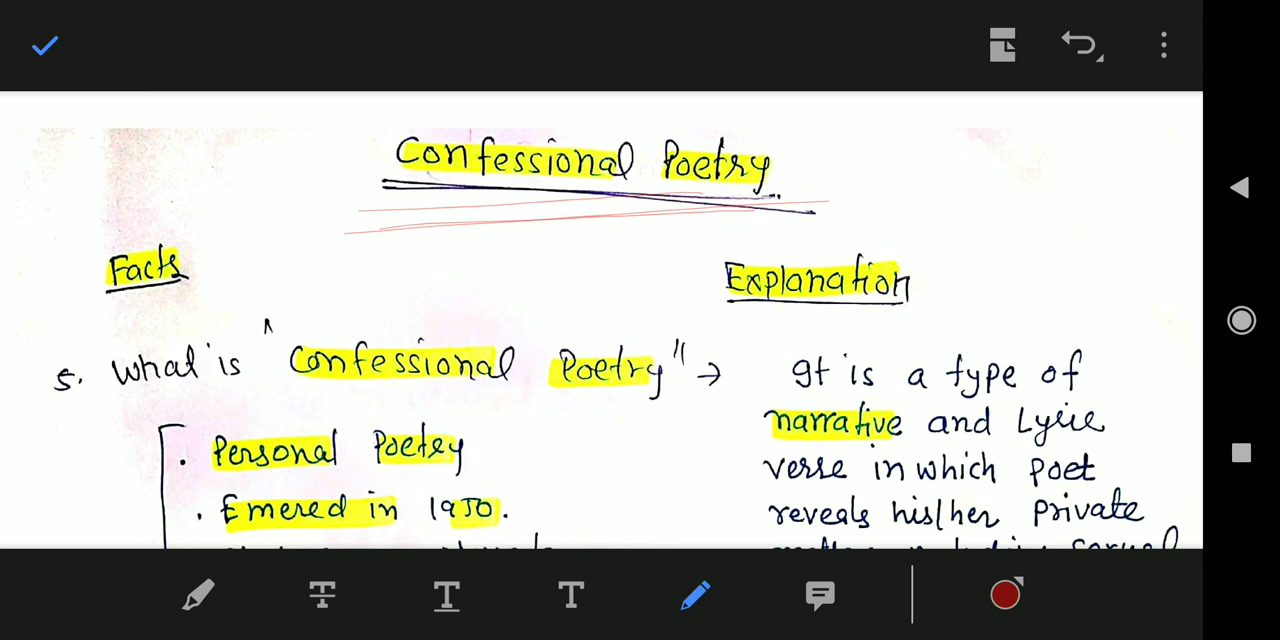 Confessional Poetry
Facts
Explanation
5. What is "Confessional Poetry" →
. Personal Poetry
. Emered in 1950.
It is a type of
narrative and Lyric
verse in which poet
reveals his/her private